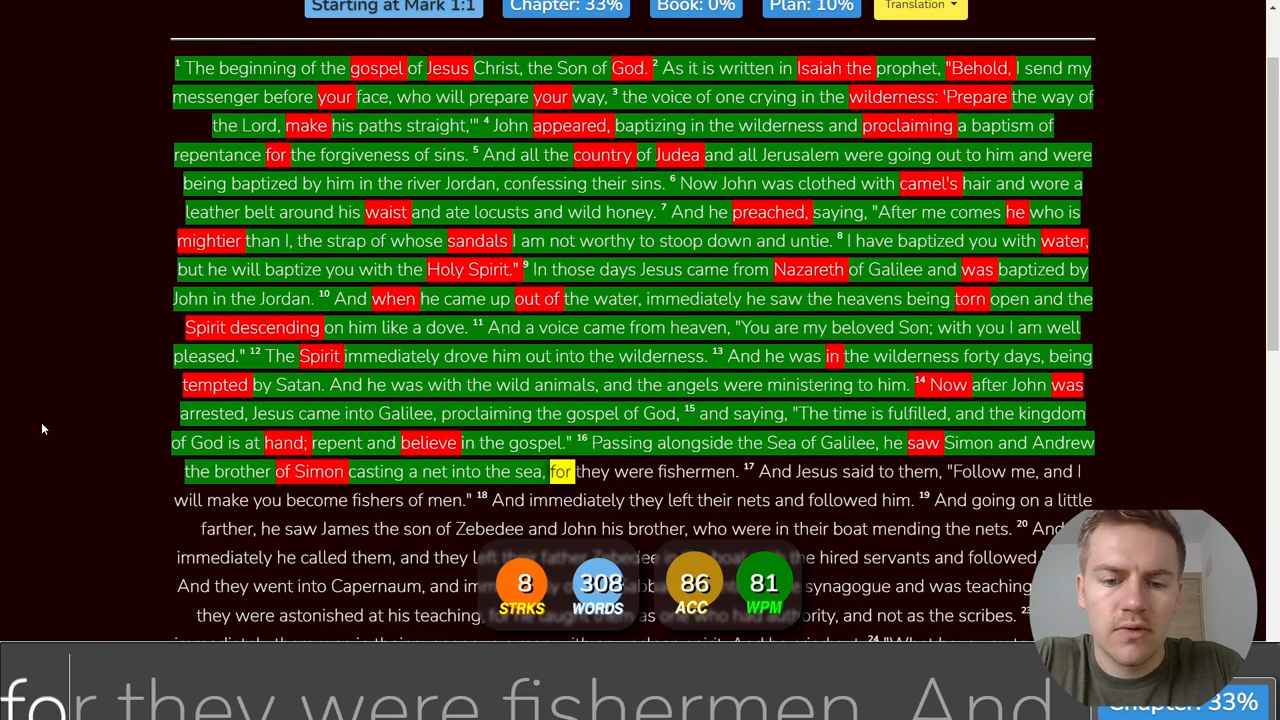 Starting at Mark 1:1 Chapter: 33% Book: 0% Plan: 10% Translation
1 The beginning of the gospel of Jesus Christ, the Son of God. 2 As it is written in Isaiah the prophet, "Behold, I send my
messenger before your face, who will prepare your way, 3 the voice of one crying in the wilderness: 'Prepare the way of
the Lord, make his paths straight,'" 4 John appeared, baptizing in the wilderness and proclaiming a baptism of
repentance for the forgiveness of sins. 5 And all the country of Judea and all Jerusalem were going out to him and were
being baptized by him in the river Jordan, confessing their sins. 6 Now John was clothed with camel's hair and wore a
leather belt around his waist and ate locusts and wild honey. 7 And he preached, saying, "After me comes he who is
mightier than I, the strap of whose sandals I am not worthy to stoop down and untie. 8 I have baptized you with water,
but he will baptize you with the Holy Spirit." 9 In those days Jesus came from Nazareth of Galilee and was baptized by
John in the Jordan. 10 And when he came up out of the water, immediately he saw the heavens being torn open and the
Spirit descending on him like a dove. 11 And a voice came from heaven, "You are my beloved Son; with you I am well
pleased." 12 The Spirit immediately drove him out into the wilderness. 13 And he was in the wilderness forty days, being
tempted by Satan. And he was with the wild animals, and the angels were ministering to him. 14 Now after John was
arrested, Jesus came into Galilee, proclaiming the gospel of God, 15 and saying, "The time is fulfilled, and the kingdom
of God is at hand; repent and believe in the gospel." 16 Passing alongside the Sea of Galilee, he saw Simon and Andrew
the brother of Simon casting a net into the sea, for they were fishermen. 17 And Jesus said to them, "Follow me, and I
will make you become fishers of men." 18 And immediately they left their nets and followed him. 19 And going on a little
farther, he saw James the son of Zebedee and John his brother, who were in their boat mending the nets. 20 And
immediately he called them, and they left their father Zebedee in the boat with the hired servants and followed
And they went into Capernaum, and synagogue and was teaching
they were astonished at his teaching, authority, and not as the scribes. 23
24 "What
8 308 86 81
STRKS WORDS ACC WPM
for they were fishermen. And
Chapter: 33%